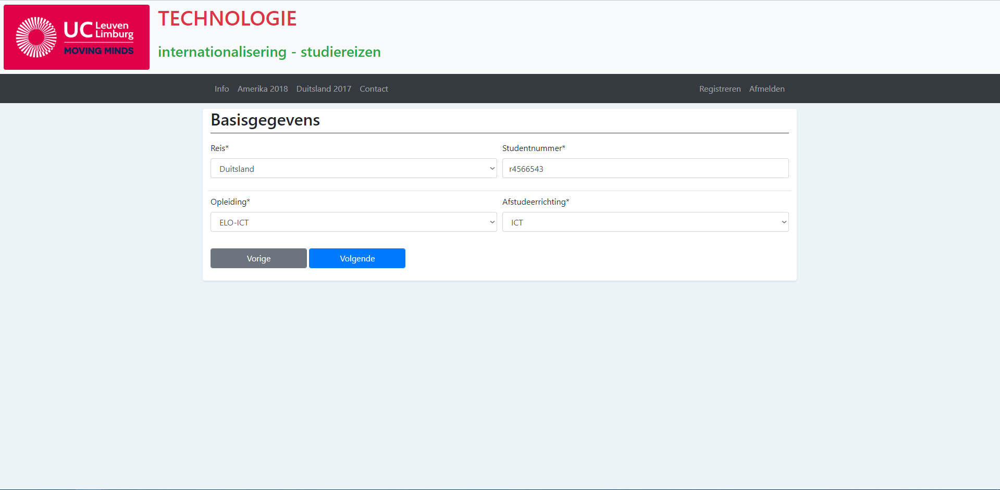 UC Leuven
Limburg
MOVING MINDS
TECHNOLOGIE
internationalisering - studiereizen
Info Amerika 2018 Duitsland 2017 Contact Registreren Afmelden
Basisgegevens
Reis* Studentnummer*
Duitsland r4566543
Opleiding* Afstudeerrichting*
ELO-ICT ICT
Vorige Volgende